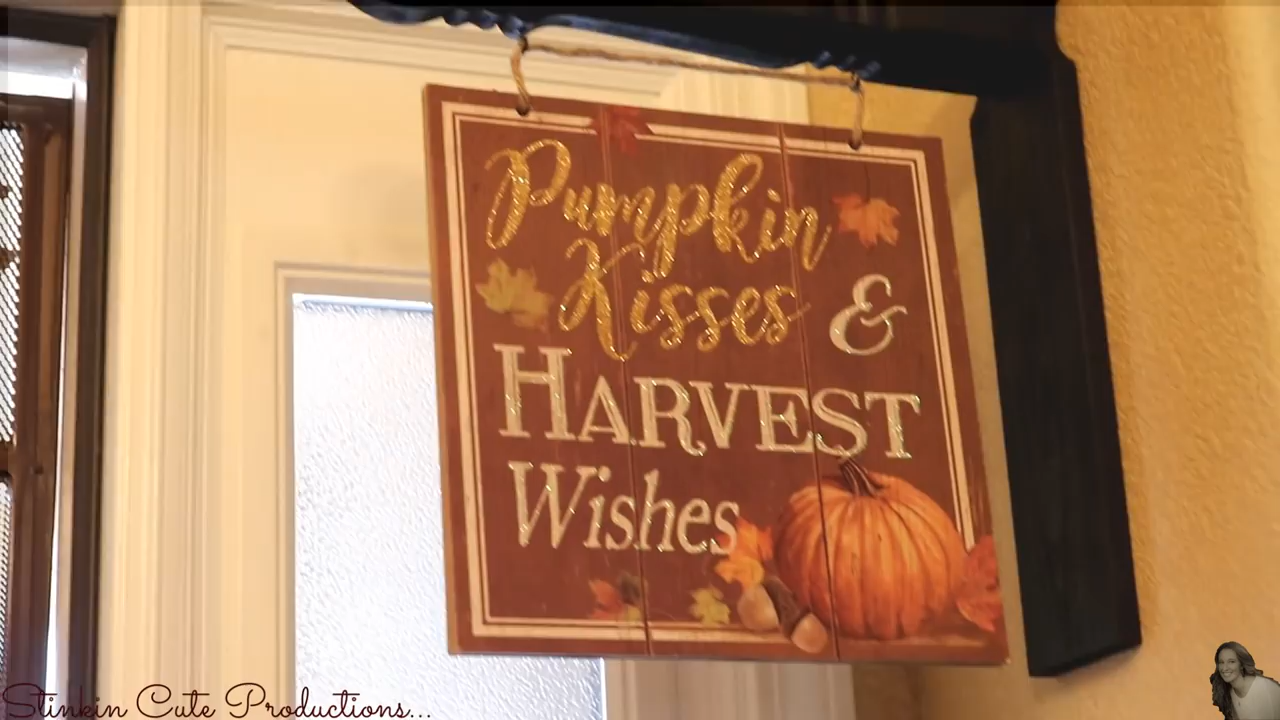 Pumpkin
Kisses &
HARVEST
Wishes
Stinkin Cute Productions...